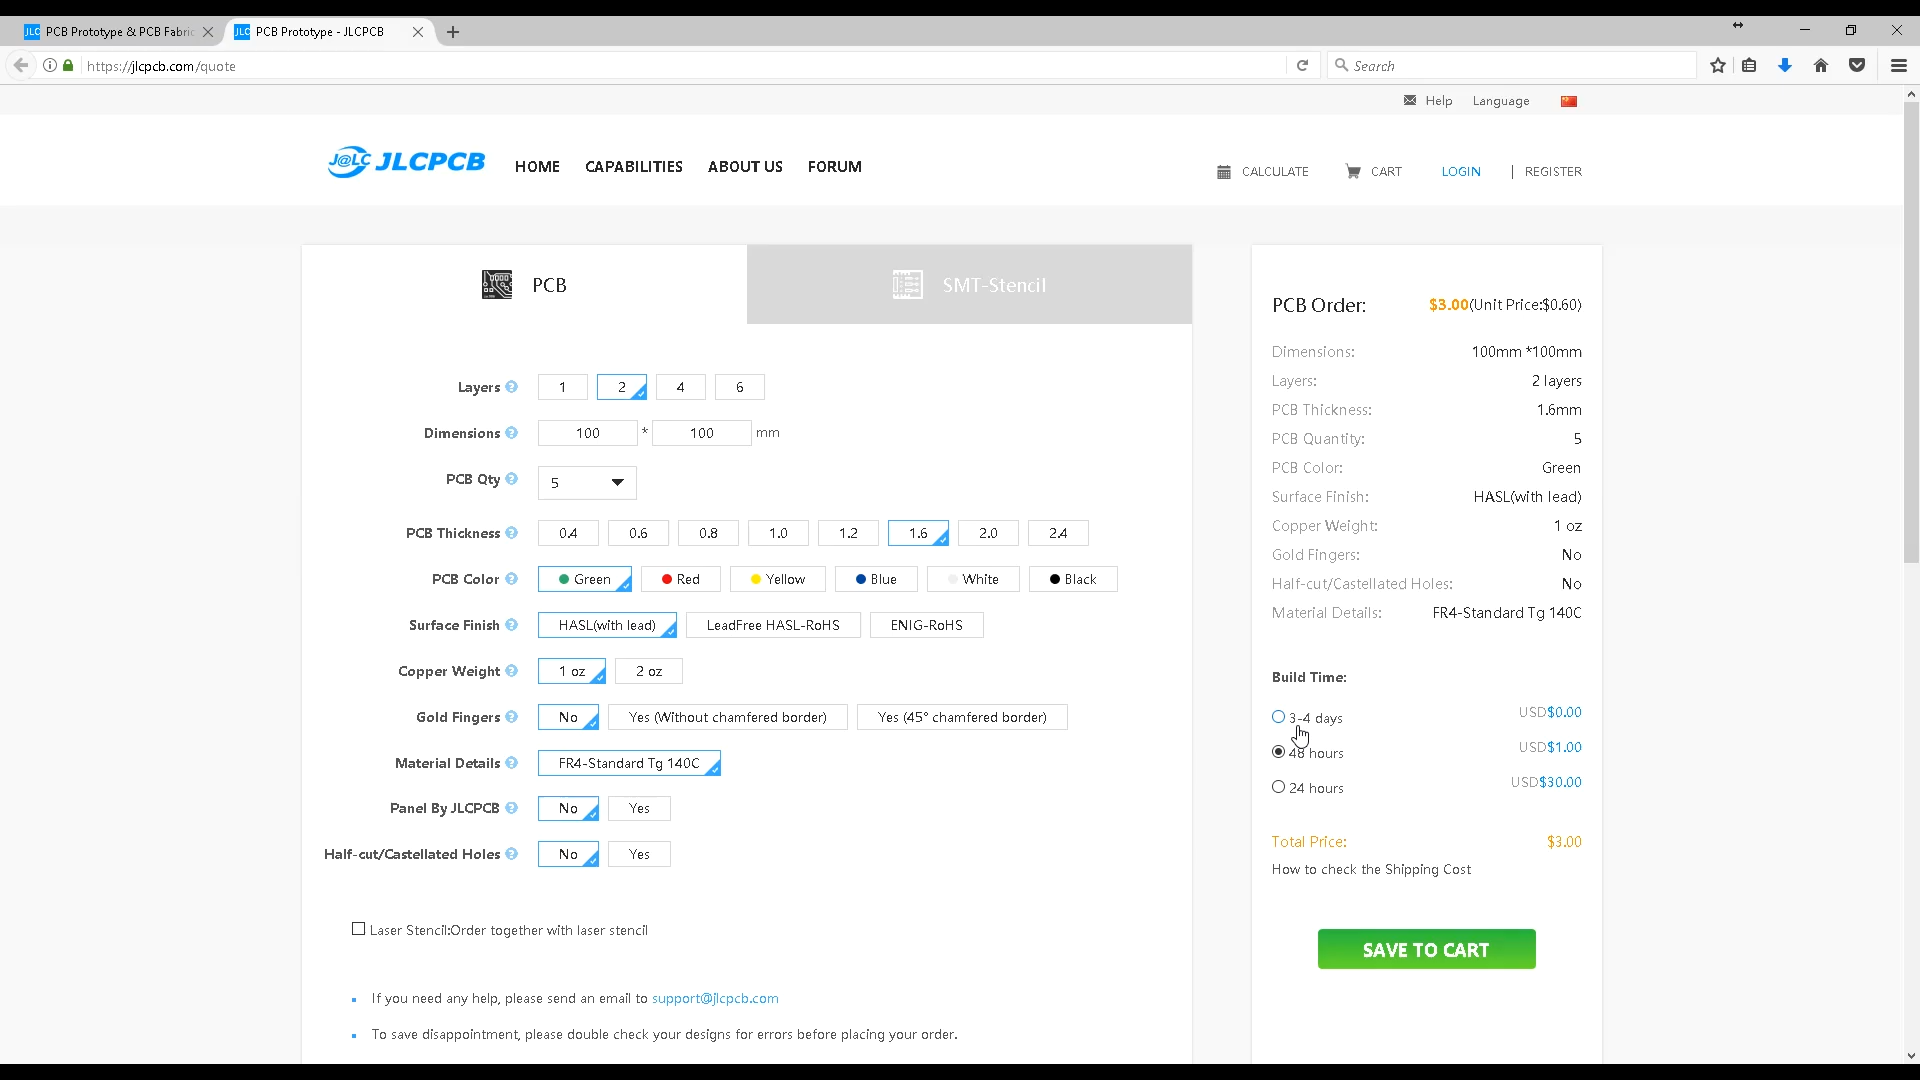 JLC PCB Prototype & PCB Fabric
JLC PCB Prototype - JLCPCB
https://jlcpcb.com/quote
Search
Help Language
J@LC JLCPCB HOME CAPABILITIES ABOUT US FORUM
CALCULATE CART LOGIN | REGISTER
PCB
SMT-Stencil
Layers 1 2 4 6
Dimensions 100 * 100 mm
PCB Qty 5
PCB Thickness 0.4 0.6 0.8 1.0 1.2 1.6 2.0 2.4
PCB Color Green Red Yellow Blue White Black
Surface Finish HASL(with lead) LeadFree HASL-RoHS ENIG-RoHS
Copper Weight 1 oz 2 oz
Gold Fingers No Yes (Without chamfered border) Yes (45° chamfered border)
Material Details FR4-Standard Tg 140C
Panel By JLCPCB No Yes
Half-cut/Castellated Holes No Yes
Laser Stencil:Order together with laser stencil
If you need any help, please send an email to support@jlcpcb.com
To save disappointment, please double check your designs for errors before placing your order.
PCB Order: $3.00(Unit Price:$0.60)
Dimensions: 100mm *100mm
Layers: 2 layers
PCB Thickness: 1.6mm
PCB Quantity: 5
PCB Color: Green
Surface Finish: HASL(with lead)
Copper Weight: 1 oz
Gold Fingers: No
Half-cut/Castellated Holes: No
Material Details: FR4-Standard Tg 140C
Build Time:
3-4 days USD$0.00
48 hours USD$1.00
24 hours USD$30.00
Total Price: $3.00
How to check the Shipping Cost
SAVE TO CART